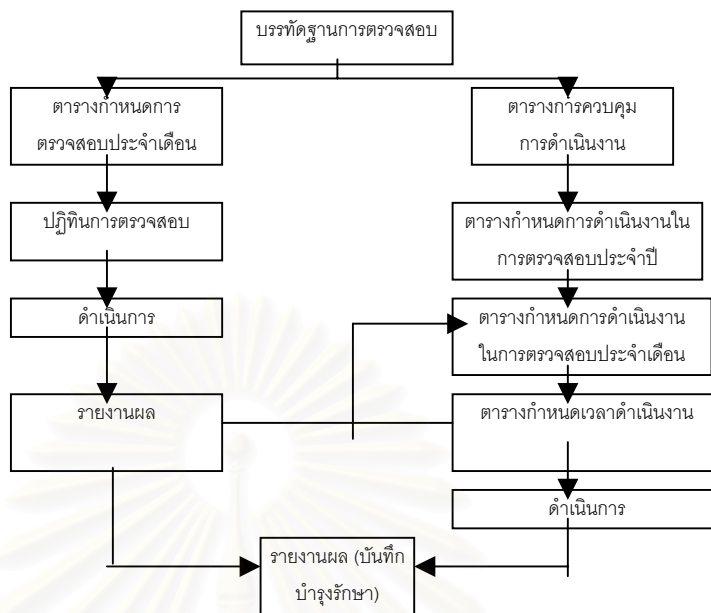 บรรทัดฐานการตรวจสอบ
ตารางกำหนดการ
ตรวจสอบประจำเดือน
ตารางการควบคุม
การดำเนินงาน
ปฏิทินการตรวจสอบ
ตารางกำหนดการดำเนินงานใน
การตรวจสอบประจำปี
ดำเนินการ
ตารางกำหนดการดำเนินงาน
ในการตรวจสอบประจำเดือน
รายงานผล
ตารางกำหนดเวลาดำเนินงาน
ดำเนินการ
รายงานผล (บันทึก
บำรุงรักษา)